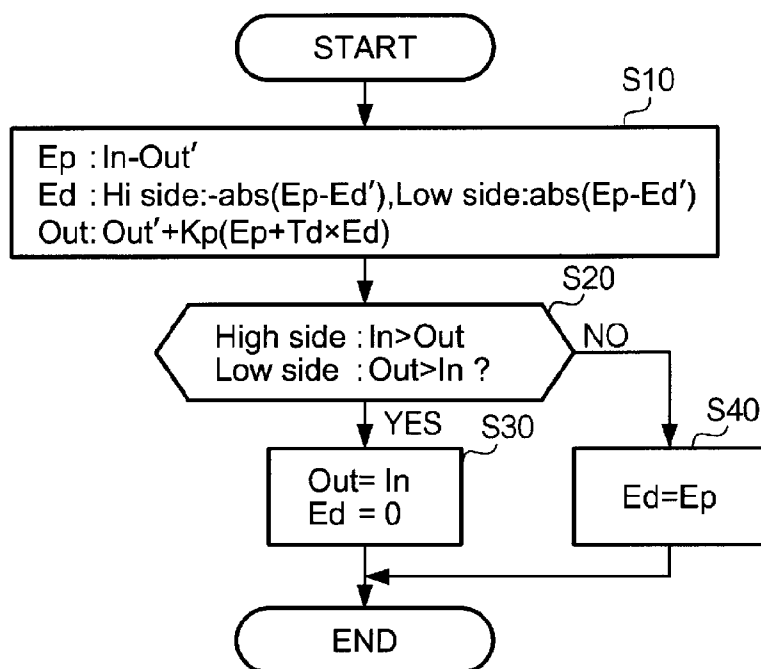 START
S10
Ep : In-Out′
Ed : Hi side:-abs(Ep-Ed′),Low side:abs(Ep-Ed′)
Out: Out′+Kp(Ep+Td×Ed)
S20
High side : In>Out
Low side : Out>In ?
NO
YES
S30
S40
Out= In
Ed = 0
Ed=Ep
END